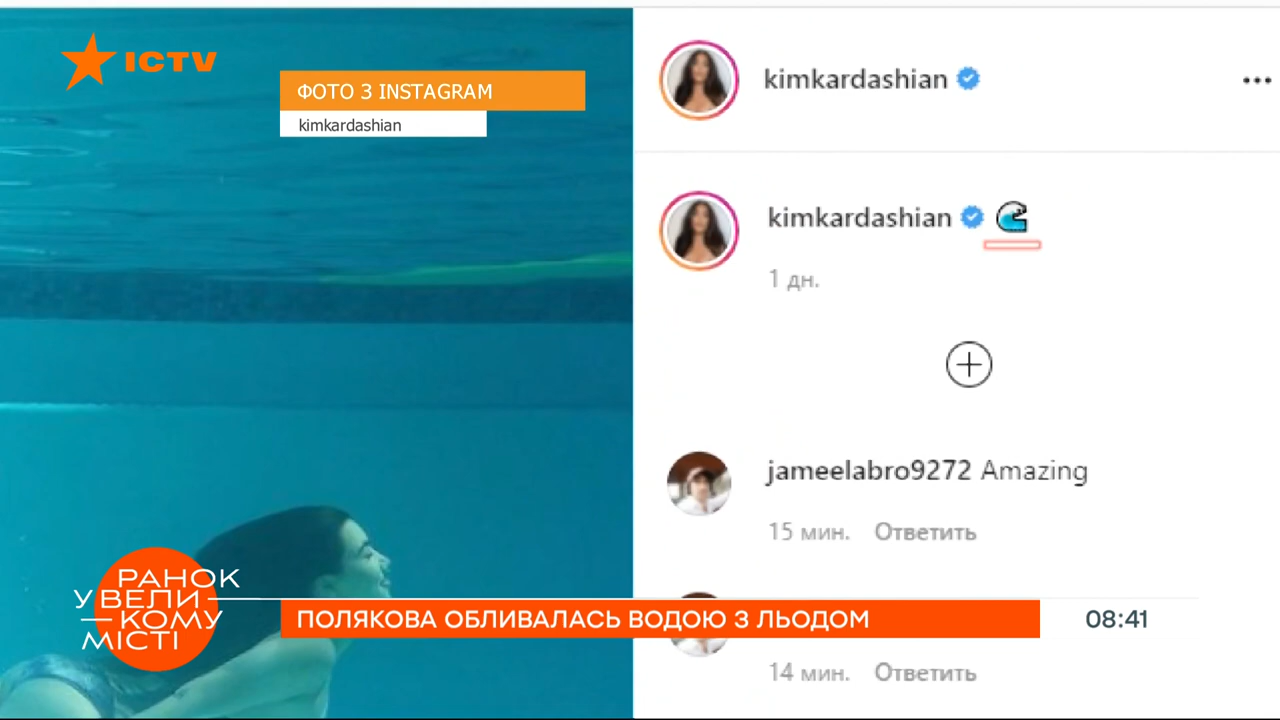 ICTV
ФОТО З INSTAGRAM
kimkardashian
kimkardashian
kimkardashian
1 дн.
jameelabro9272 Amazing
15 мин. Ответить
РАНОК
У ВЕЛИ-
КОМУ
МІСТІ
ПОЛЯКОВА ОБЛИВАЛАСЬ ВОДОЮ З ЛЬОДОМ
08:41
14 мин. Ответить